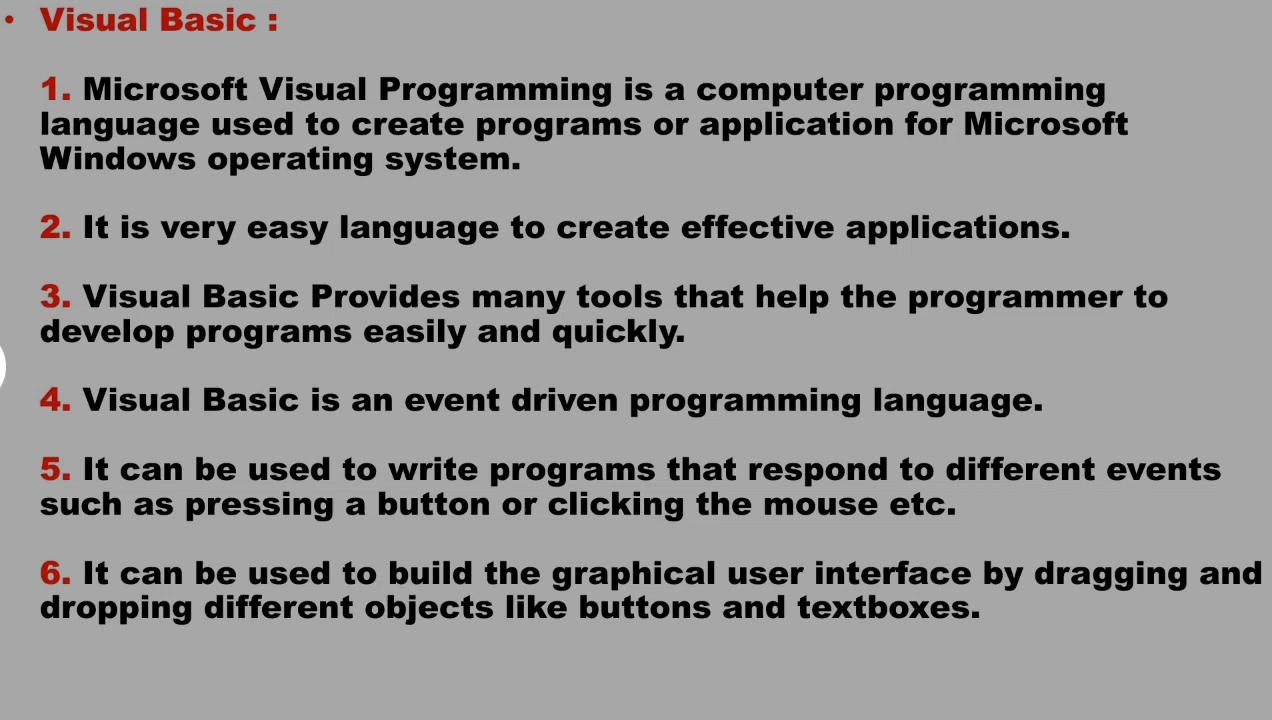 • Visual Basic :
1. Microsoft Visual Programming is a computer programming
language used to create programs or application for Microsoft
Windows operating system.
2. It is very easy language to create effective applications.
3. Visual Basic Provides many tools that help the programmer to
develop programs easily and quickly.
4. Visual Basic is an event driven programming language.
5. It can be used to write programs that respond to different events
such as pressing a button or clicking the mouse etc.
6. It can be used to build the graphical user interface by dragging and
dropping different objects like buttons and textboxes.